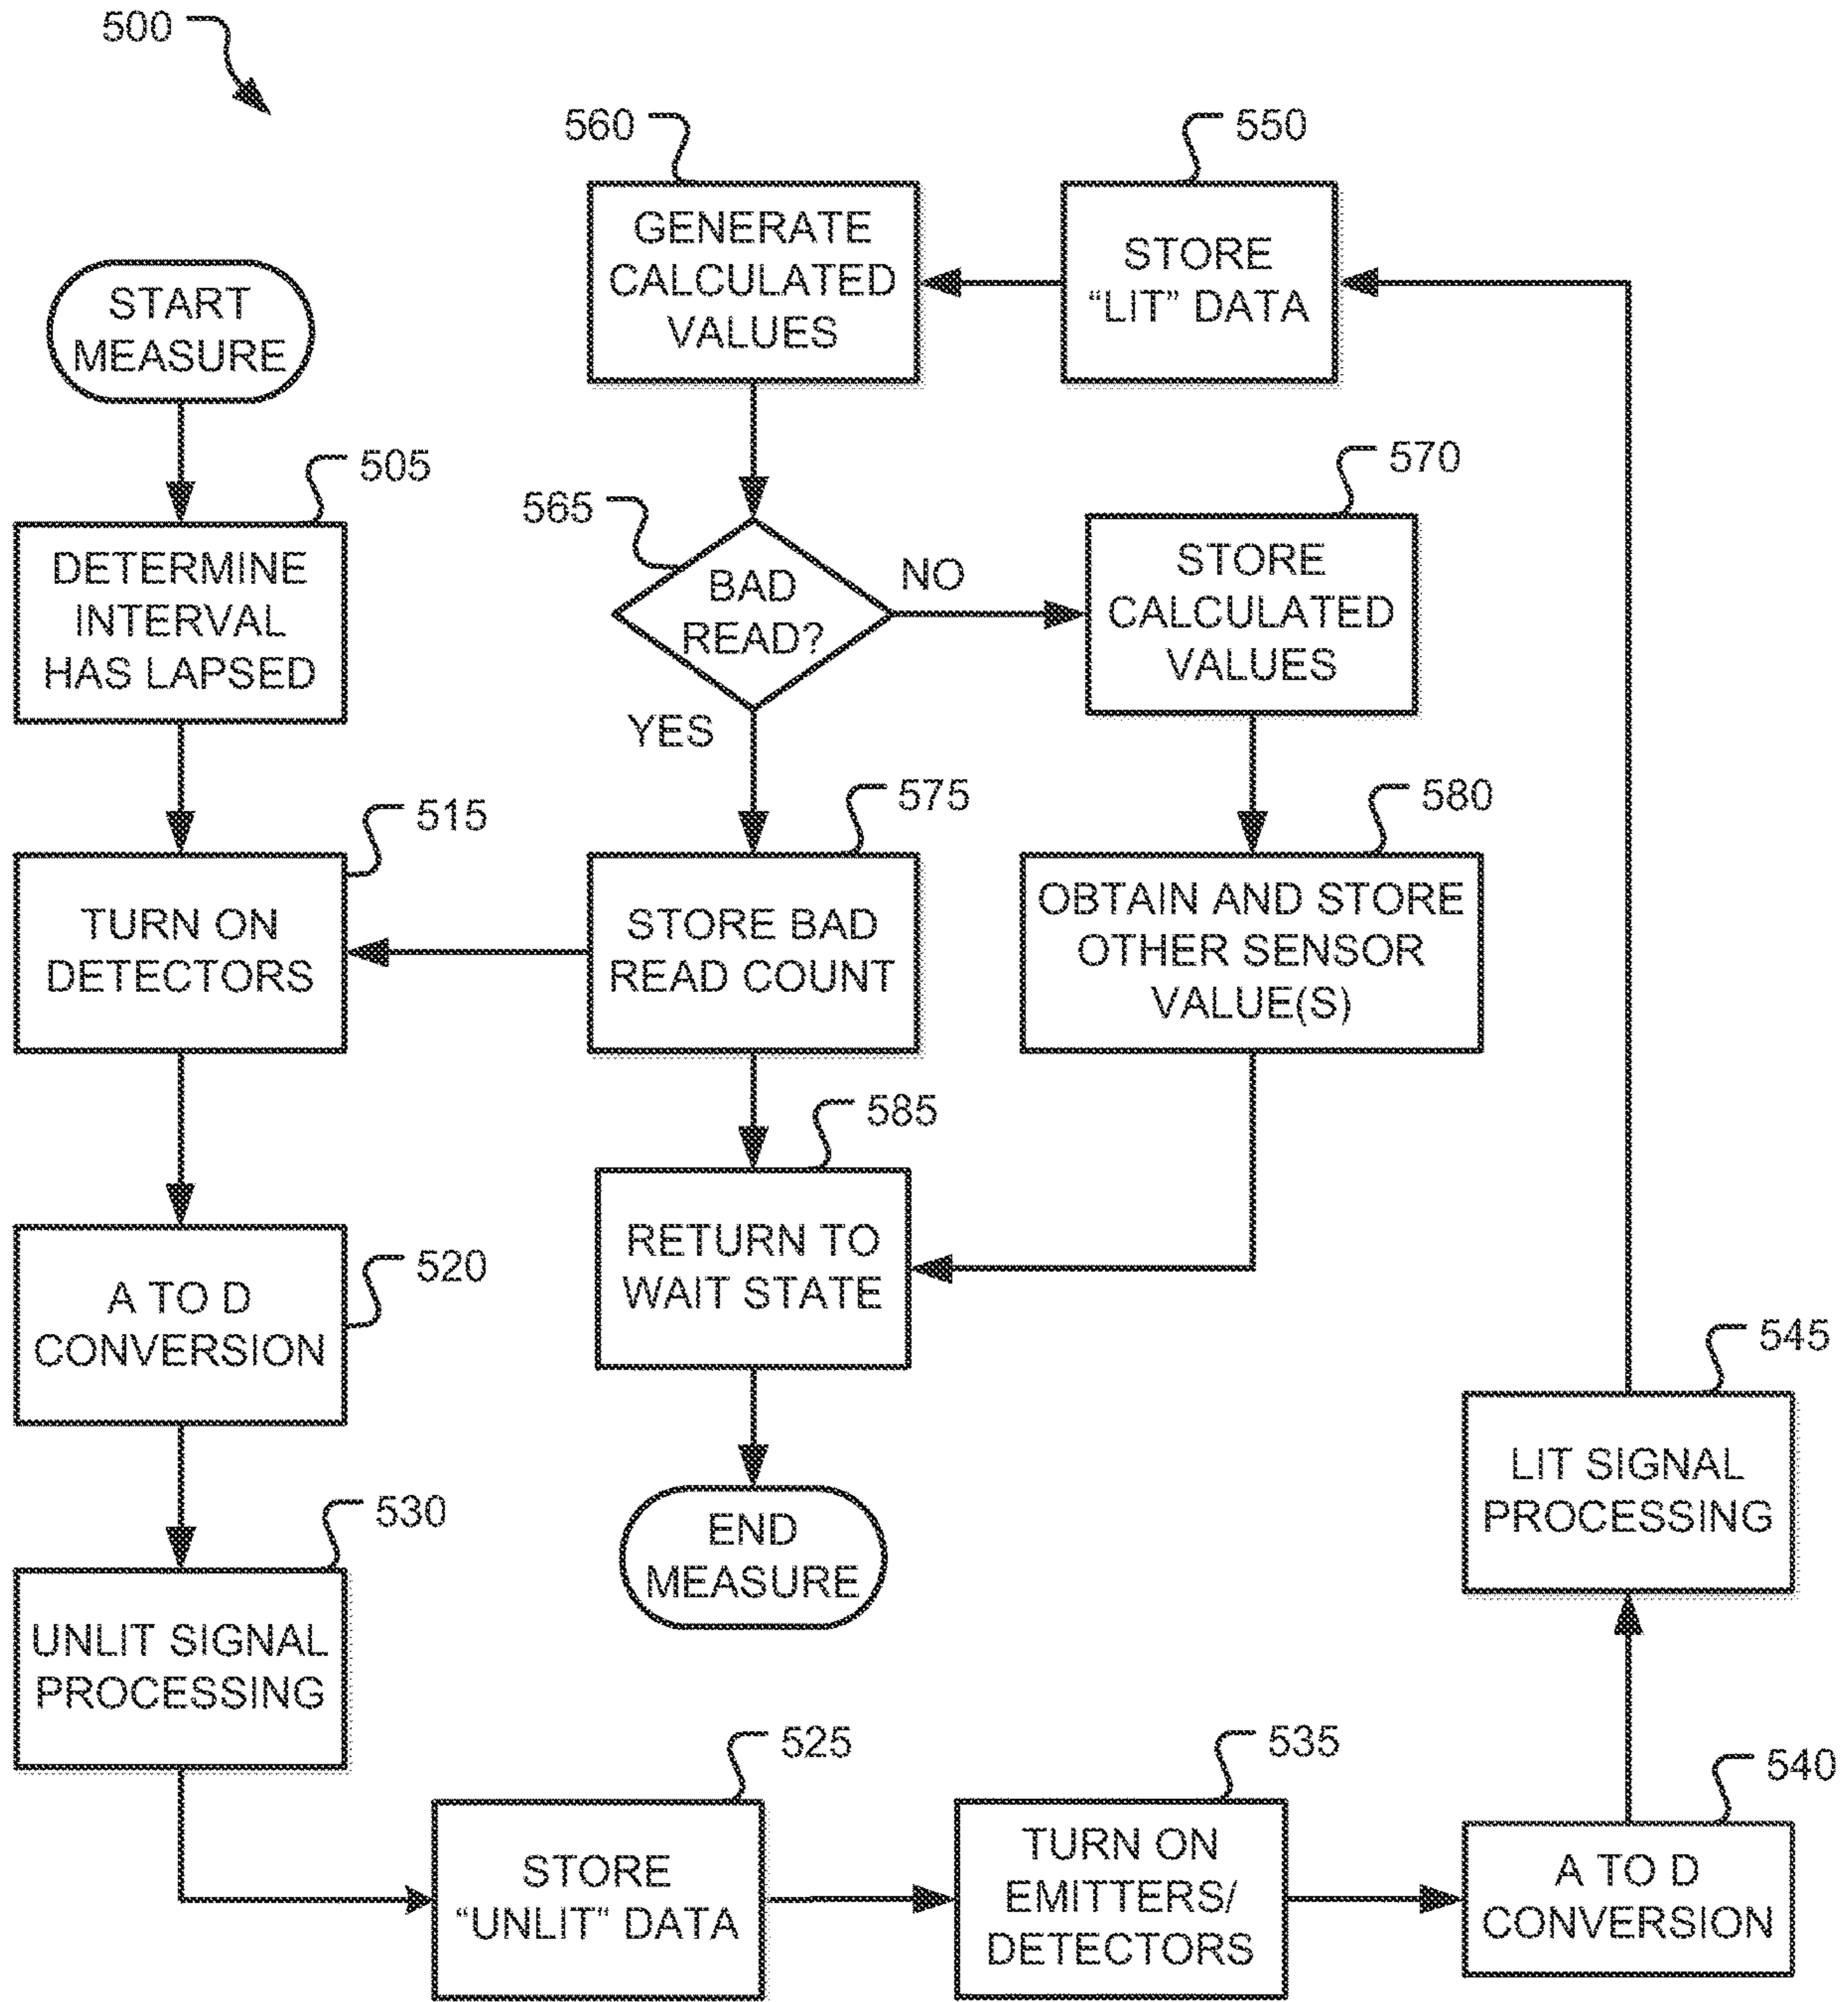 500
START
MEASURE
505
DETERMINE
INTERVAL
HAS LAPSED
515
TURN ON
DETECTORS
520
A TO D
CONVERSION
530
UNLIT SIGNAL
PROCESSING
525
STORE
“UNLIT” DATA
535
TURN ON
EMITTERS/
DETECTORS
540
A TO D
CONVERSION
545
LIT SIGNAL
PROCESSING
550
STORE
“LIT” DATA
560
GENERATE
CALCULATED
VALUES
565
BAD
READ?
NO
YES
570
STORE
CALCULATED
VALUES
575
STORE BAD
READ COUNT
580
OBTAIN AND STORE
OTHER SENSOR
VALUE(S)
585
RETURN TO
WAIT STATE
END
MEASURE